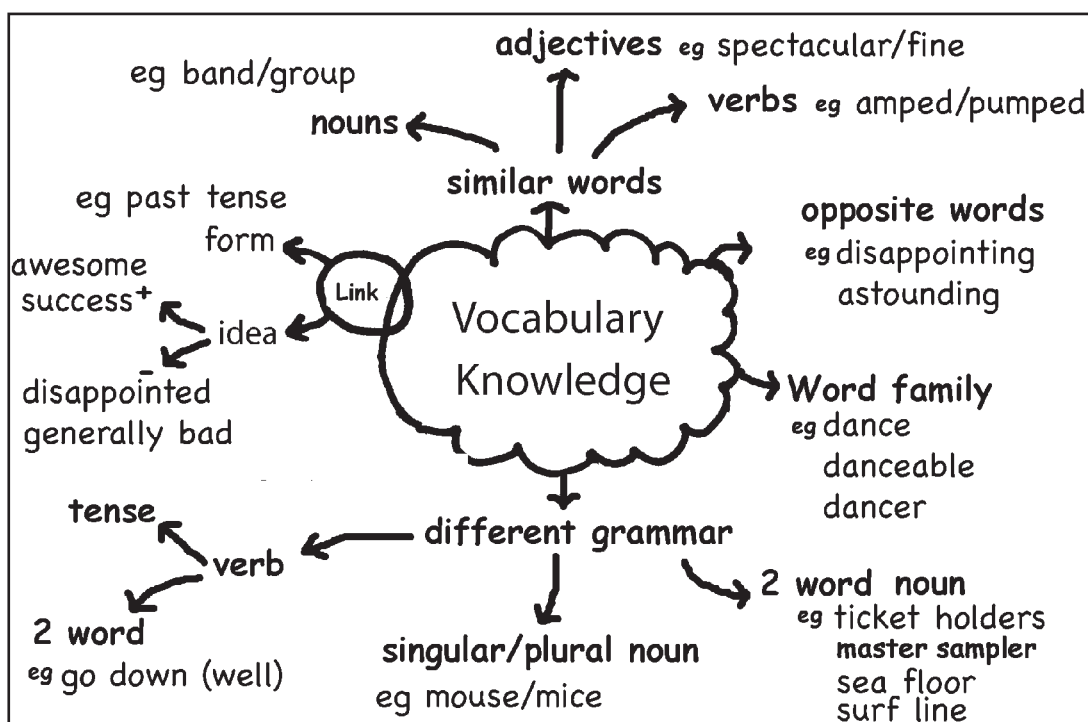 adjectives eg spectacular/fine
eg band/group
verbs eg amped/pumped
nouns
similar words
eg past tense
form
opposite words
eg disappointing
astounding
awesome
success+
Link
idea
Vocabulary
Knowledge
–
disappointed
generally bad
Word family
eg dance
danceable
dancer
tense
different grammar
verb
2 word
eg go down (well)
singular/plural noun
eg mouse/mice
2 word noun
eg ticket holders
master sampler
sea floor
surf line